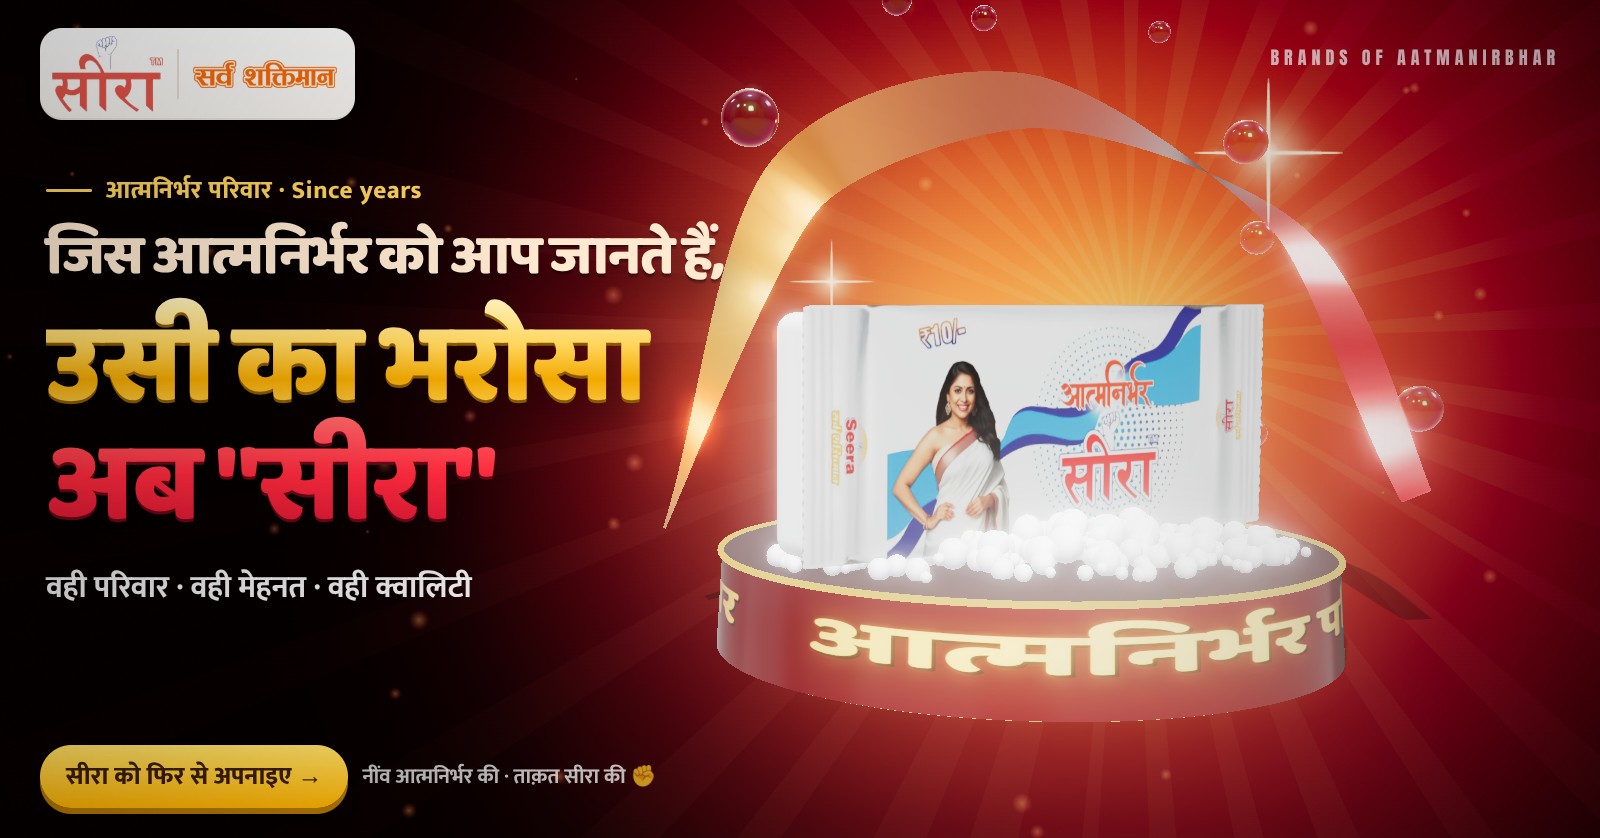 सीरा™
सर्व शक्तिमान
BRANDS OF AATMANIRBHAR
आत्मनिर्भर परिवार · Since years
जिस आत्मनिर्भर को आप जानते हैं,
उसी का भरोसा
अब "सीरा"
वही परिवार · वही मेहनत · वही क्वालिटी
सीरा को फिर से अपनाइए →
नींव आत्मनिर्भर की · ताक़त सीरा की ✊
₹10/-
Seera
आत्मनिर्भर
सीरा
सीरा
आत्मनिर्भर